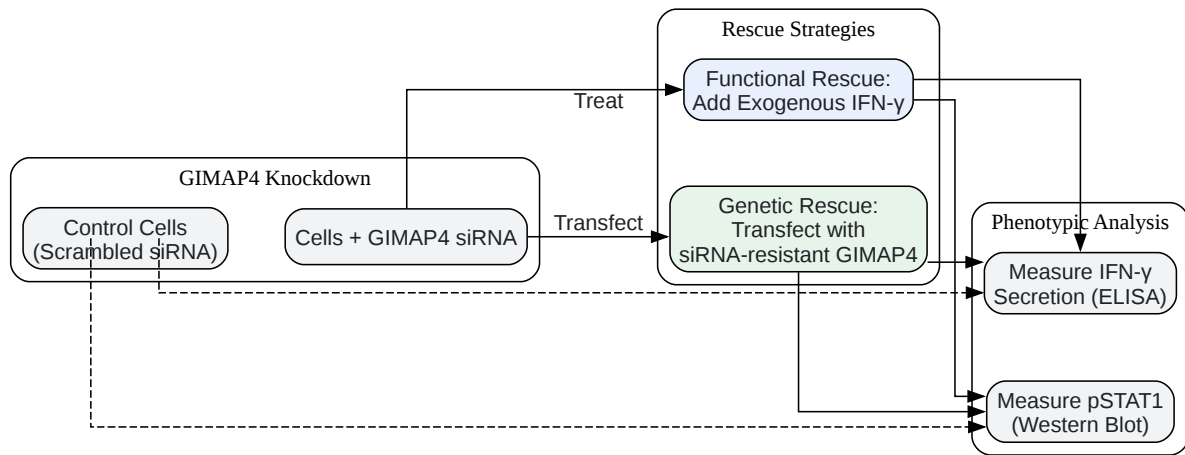 Rescue Strategies
Functional Rescue:
Add Exogenous IFN-γ
Treat
GIMAP4 Knockdown
Control Cells
(Scrambled siRNA)
Cells + GIMAP4 siRNA
Transfect
Genetic Rescue:
Transfect with
siRNA-resistant GIMAP4
Phenotypic Analysis
Measure IFN-γ
Secretion (ELISA)
Measure pSTAT1
(Western Blot)